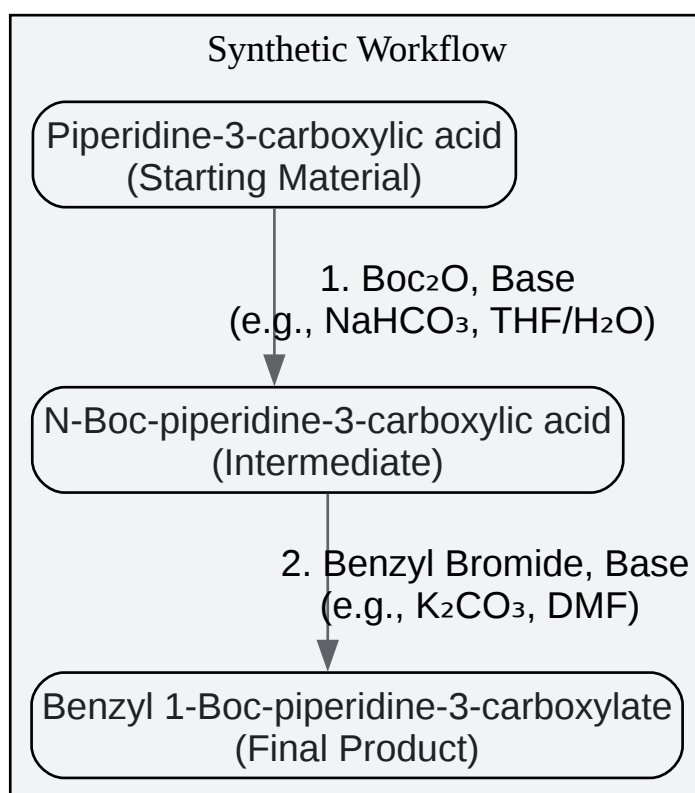 Synthetic Workflow
Piperidine-3-carboxylic acid
(Starting Material)
1. Boc₂O, Base
(e.g., NaHCO₃, THF/H₂O)
N-Boc-piperidine-3-carboxylic acid
(Intermediate)
2. Benzyl Bromide, Base
(e.g., K₂CO₃, DMF)
Benzyl 1-Boc-piperidine-3-carboxylate
(Final Product)